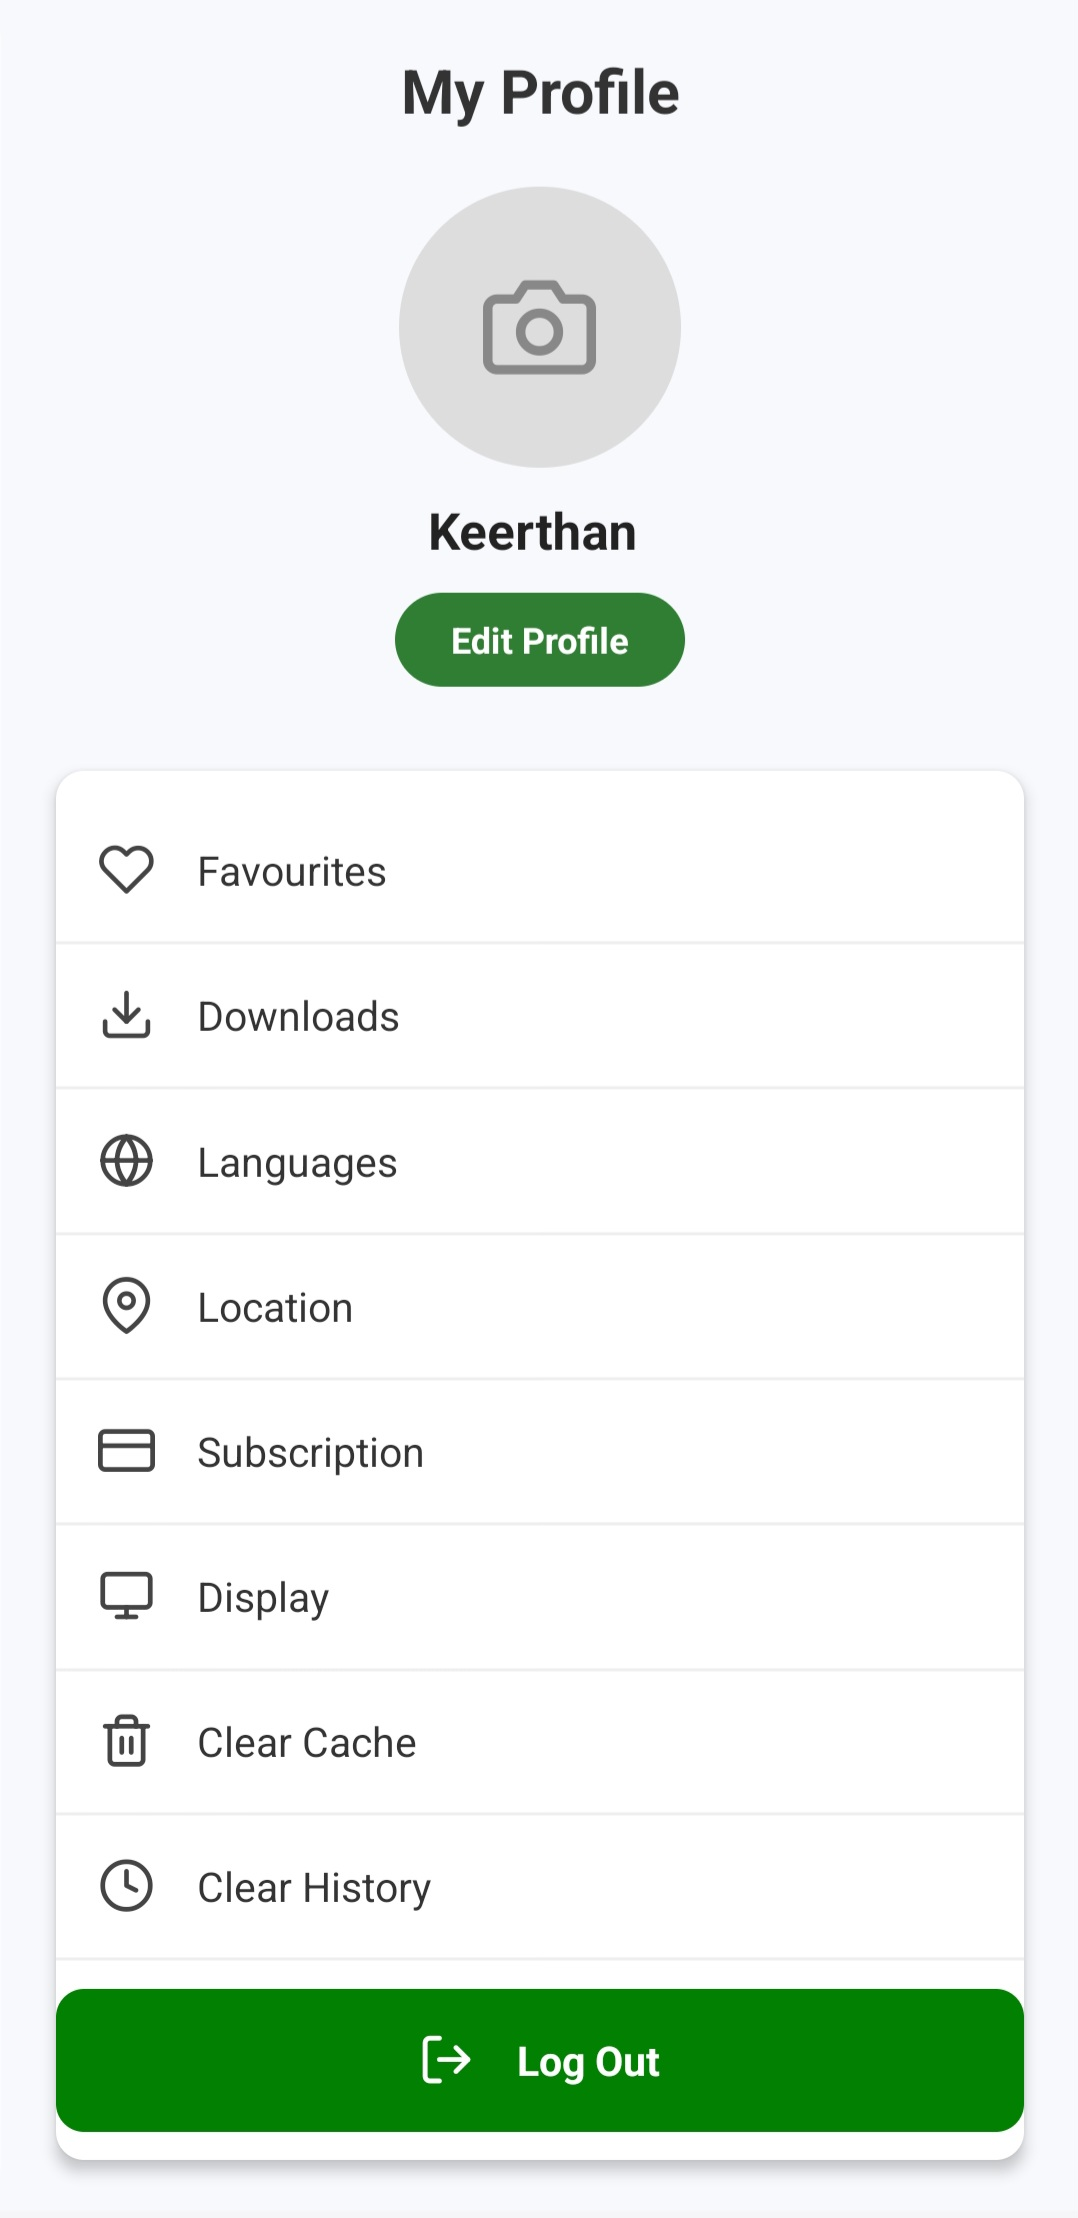 My Profile
Keerthan
Edit Profile
Favourites
Downloads
Languages
Location
Subscription
Display
Clear Cache
Clear History
Log Out